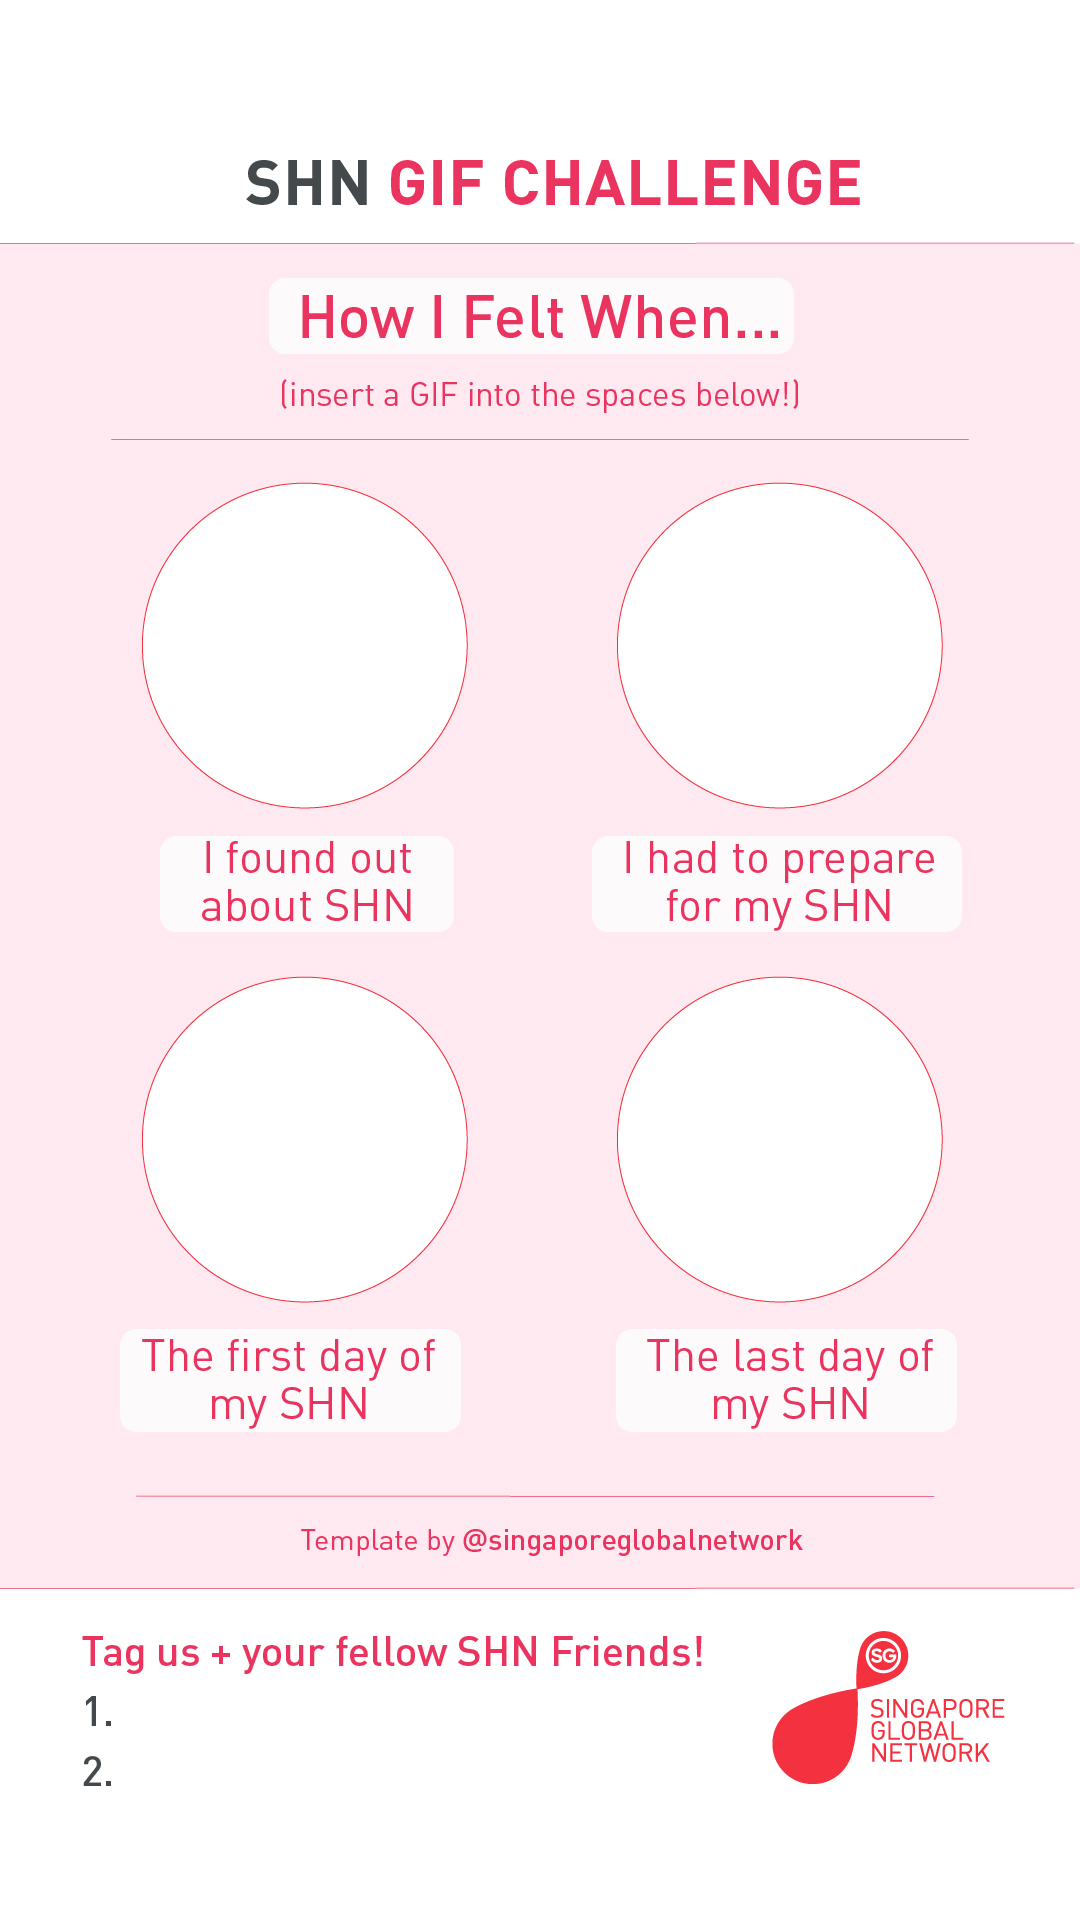 SHN GIF CHALLENGE
How I Felt When...
(insert a GIF into the spaces below!)
I found out
about SHN
I had to prepare
for my SHN
The first day of
my SHN
The last day of
my SHN
Template by @singaporeglobalnetwork
Tag us + your fellow SHN Friends!
1.
2.
SG
SINGAPORE
GLOBAL
NETWORK